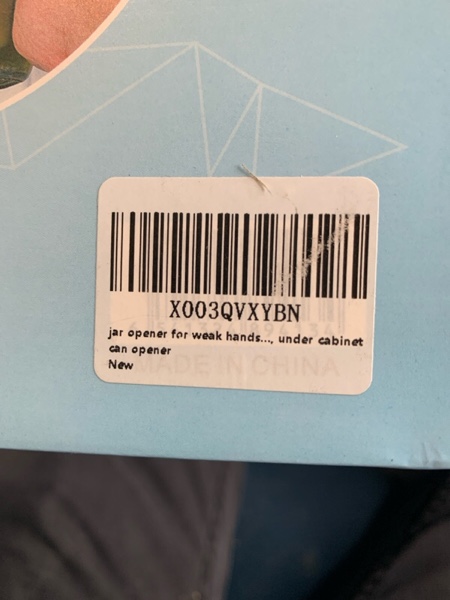 X003QVXYBN
jar opener for weak hands..., under cabinet
can opener
New
MADE IN CHINA